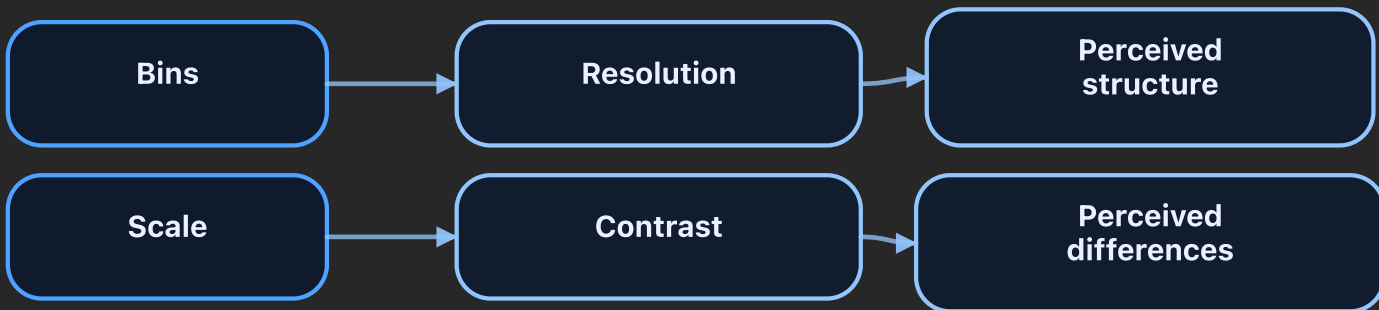 Bins
Resolution
Perceived
structure
Scale
Contrast
Perceived
differences